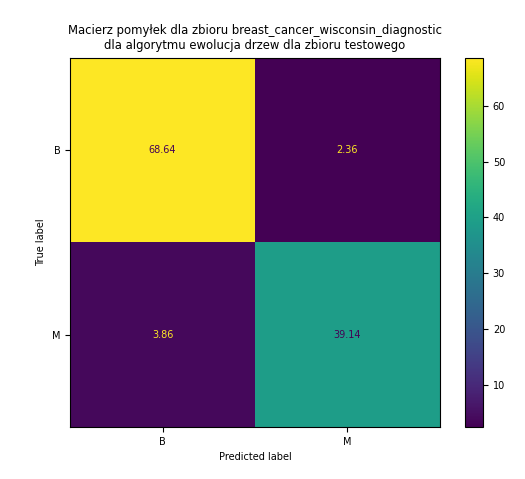 Macierz pomyłek dla zbioru breast_cancer_wisconsin_diagnostic
dla algorytmu ewolucja drzew dla zbioru testowego
B
68.64
2.36
M
3.86
39.14
True label
B
M
Predicted label
60
50
40
30
20
10